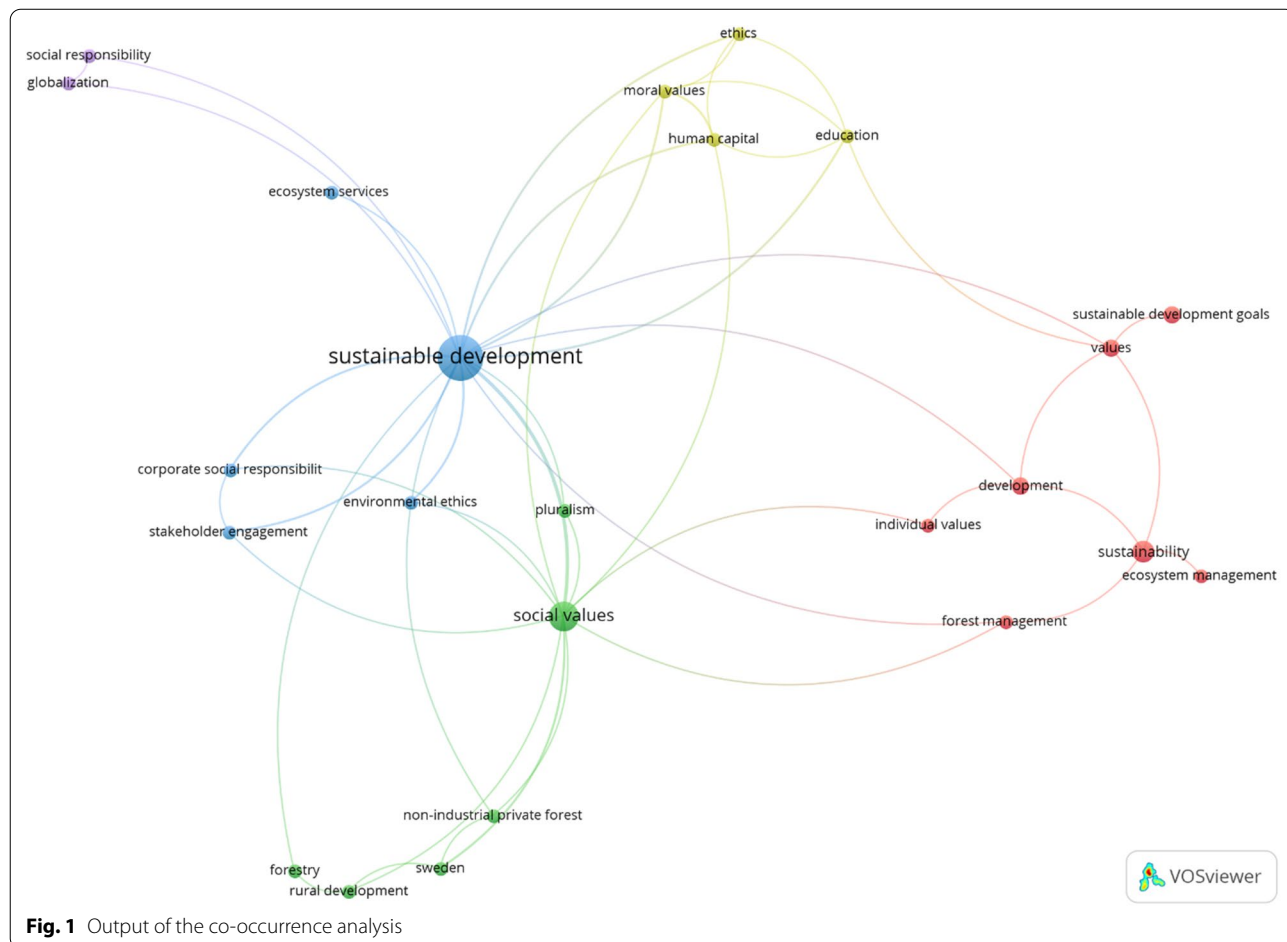 ethics
social responsibility
globalization
moral values
human capital
education
ecosystem services
sustainable development goals
values
sustainable development
corporate social responsibilit
environmental ethics
pluralism
development
stakeholder engagement
individual values
sustainability
ecosystem management
social values
forest management
non-industrial private forest
forestry
sweden
rural development
VOSviewer
Fig. 1 Output of the co-occurrence analysis